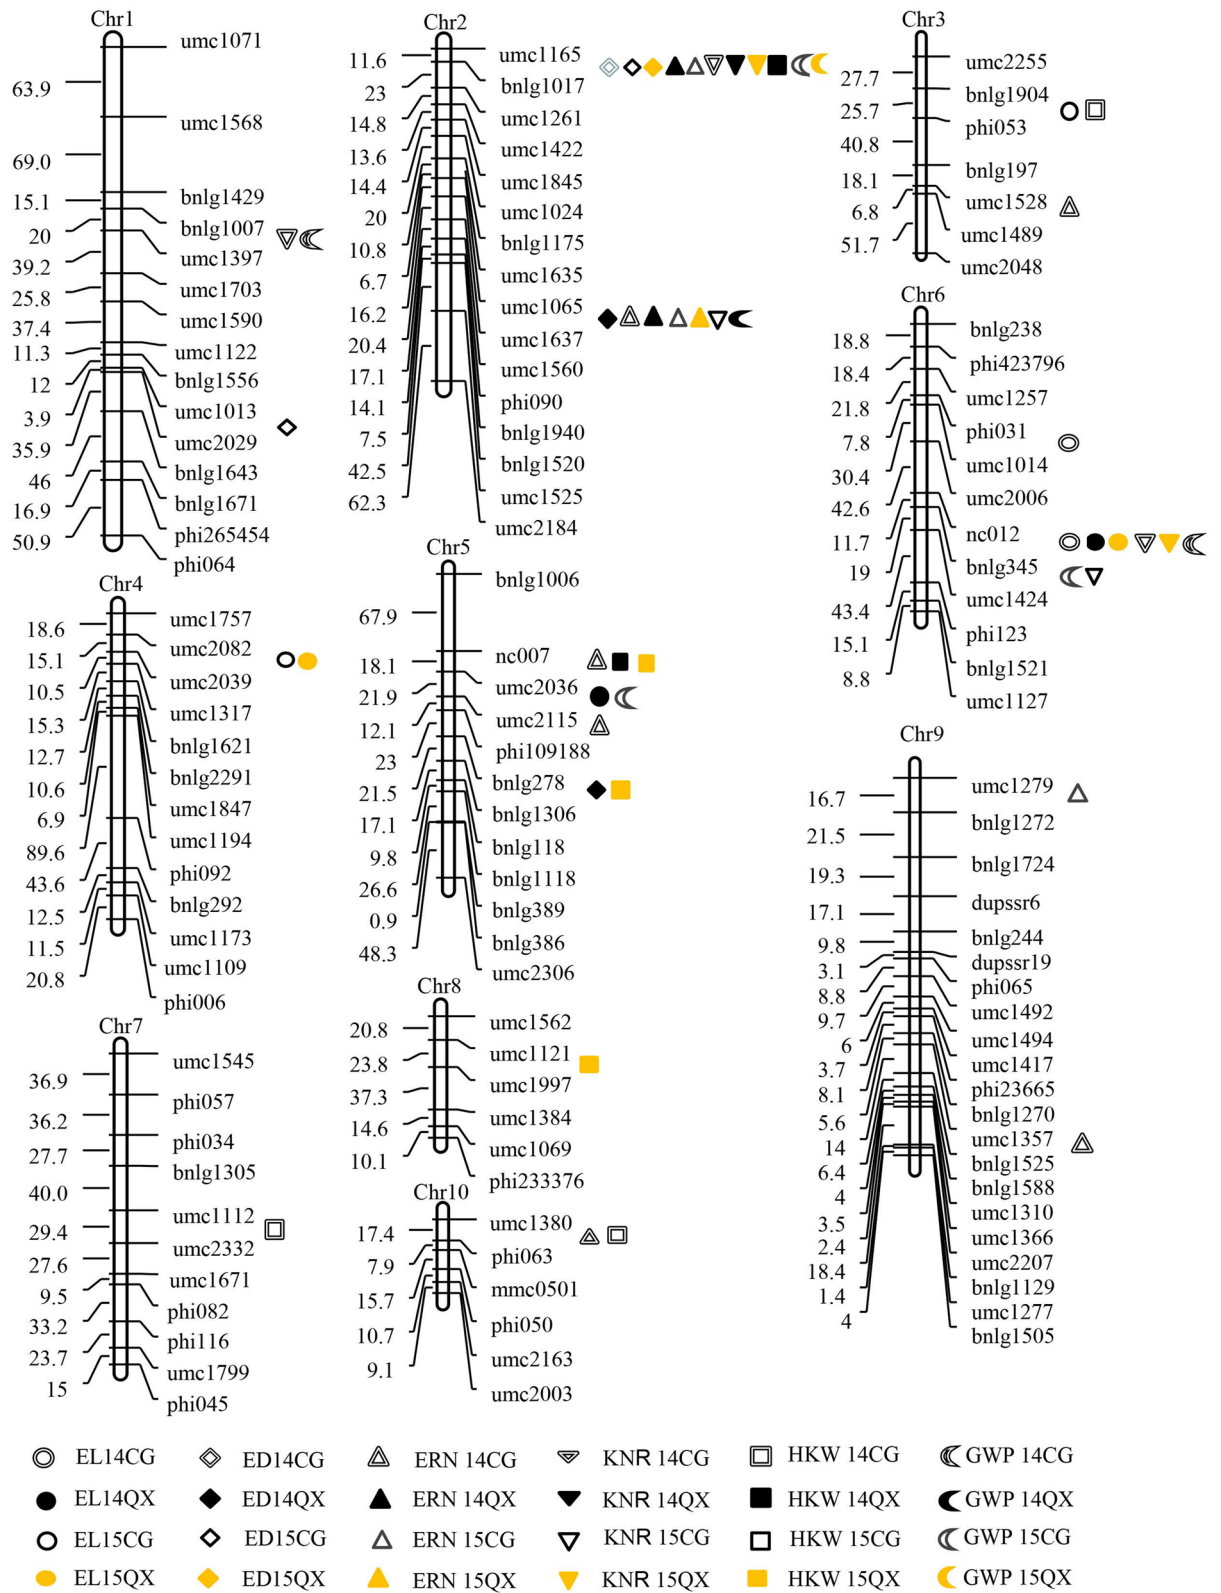 Chr1
umc1071
63.9
umc1568
69.0
bnlg1429
15.1
bnlg1007
20
umc1397
39.2
umc1703
25.8
umc1590
37.4
umc1122
11.3
bnlg1556
12
umc1013
3.9
umc2029
35.9
bnlg1643
46
bnlg1671
16.9
phi265454
50.9
phi064
Chr2
umc1165
11.6
bnlg1017
23
umc1261
14.8
umc1422
13.6
umc1845
14.4
umc1024
20
bnlg1175
10.8
umc1635
6.7
umc1065
16.2
umc1637
20.4
umc1560
17.1
phi090
14.1
bnlg1940
7.5
bnlg1520
42.5
umc1525
62.3
umc2184
Chr3
umc2255
27.7
bnlg1904
25.7
phi053
40.8
bnlg197
18.1
umc1528
6.8
umc1489
51.7
umc2048
Chr6
bnlg238
18.8
phi423796
18.4
umc1257
21.8
phi031
7.8
umc1014
30.4
umc2006
42.6
nc012
11.7
bnlg345
19
umc1424
43.4
phi123
15.1
bnlg1521
8.8
umc1127
Chr4
umc1757
18.6
umc2082
15.1
umc2039
10.5
umc1317
15.3
bnlg1621
12.7
bnlg2291
10.6
umc1847
6.9
umc1194
89.6
phi092
43.6
bnlg292
12.5
umc1173
11.5
umc1109
20.8
phi006
Chr5
bnlg1006
67.9
nc007
18.1
umc2036
21.9
umc2115
12.1
phi109188
23
bnlg278
21.5
bnlg1306
17.1
bnlg118
9.8
bnlg1118
26.6
bnlg389
0.9
bnlg386
48.3
umc2306
Chr9
umc1279
16.7
bnlg1272
21.5
bnlg1724
19.3
dupssr6
17.1
bnlg244
9.8
dupssr19
3.1
phi065
8.8
umc1492
9.7
umc1494
6
umc1417
3.7
phi23665
8.1
bnlg1270
5.6
umc1357
14
bnlg1525
6.4
bnlg1588
4
umc1310
3.5
umc1366
2.4
umc2207
18.4
bnlg1129
1.4
umc1277
4
bnlg1505
Chr7
umc1545
36.9
phi057
36.2
phi034
27.7
bnlg1305
40.0
umc1112
29.4
umc2332
27.6
umc1671
9.5
phi082
33.2
phi116
23.7
umc1799
15
phi045
Chr8
umc1562
20.8
umc1121
23.8
umc1997
37.3
umc1384
14.6
umc1069
10.1
phi233376
Chr10
umc1380
17.4
phi063
7.9
mmc0501
15.7
phi050
10.7
umc2163
9.1
umc2003
EL14CG ED14CG ERN 14CG KNR 14CG HKW 14CG GWP 14CG
EL14QX ED14QX ERN 14QX KNR 14QX HKW 14QX GWP 14QX
EL15CG ED15CG ERN 15CG KNR 15CG HKW 15CG GWP 15CG
EL15QX ED15QX ERN 15QX KNR 15QX HKW 15QX GWP 15QX